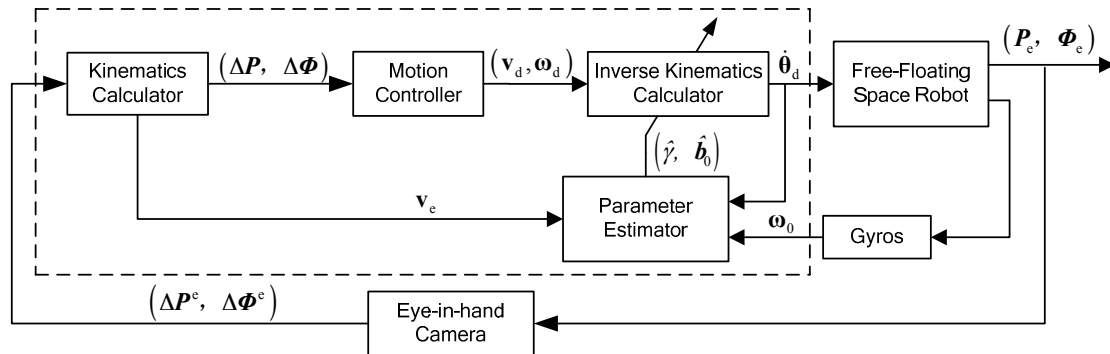 (P_e, Φ_e)
Kinematics
Calculator
(ΔP, ΔΦ)
Motion
Controller
(v_d, ω_d)
Inverse Kinematics
Calculator
θ̇_d
Free-Floating
Space Robot
(γ̂, b̂_0)
v_e
Parameter
Estimator
ω_0
Gyros
(ΔP^e, ΔΦ^e)
Eye-in-hand
Camera